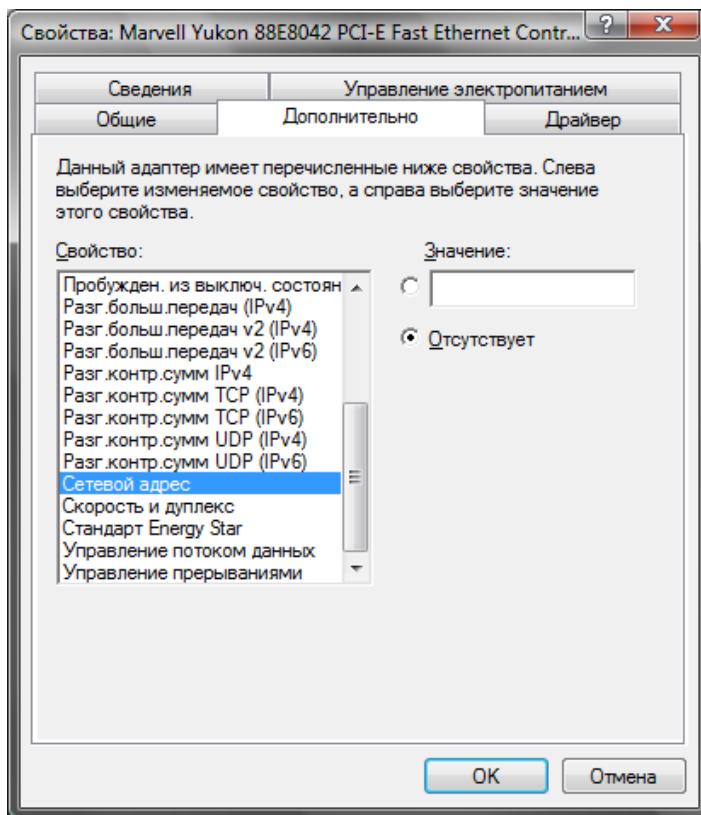 Свойства: Marvell Yukon 88E8042 PCI-E Fast Ethernet Contr...
Сведения
Управление электропитанием
Общие
Дополнительно
Драйвер
Данный адаптер имеет перечисленные ниже свойства. Слева
выберите изменяемое свойство, а справа выберите значение
этого свойства.
Свойство:
Значение:
Пробужден. из выключ. состоян
Разг.больш.передач (IPv4)
Разг.больш.передач v2 (IPv4)
Разг.больш.передач v2 (IPv6)
Разг.контр.сумм IPv4
Разг.контр.сумм TCP (IPv4)
Разг.контр.сумм TCP (IPv6)
Разг.контр.сумм UDP (IPv4)
Разг.контр.сумм UDP (IPv6)
Сетевой адрес
Скорость и дуплекс
Стандарт Energy Star
Управление потоком данных
Управление прерываниями
Отсутствует
OK
Отмена